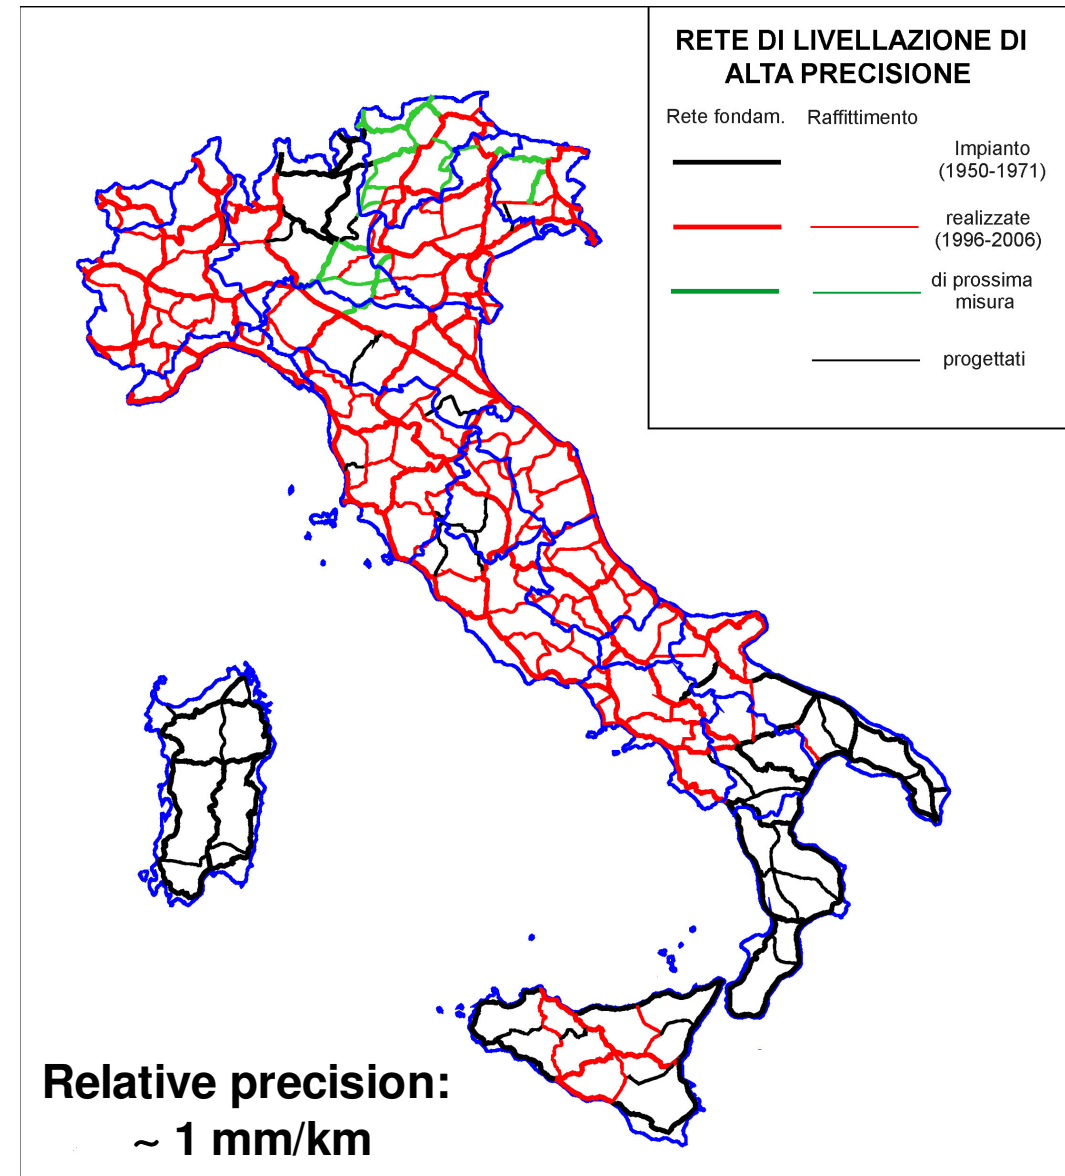 RETE DI LIVELLAZIONE DI
ALTA PRECISIONE
Rete fondam. Raffittimento
Impianto
(1950-1971)
realizzate
(1996-2006)
di prossima
misura
progettati
Relative precision:
~ 1 mm/km